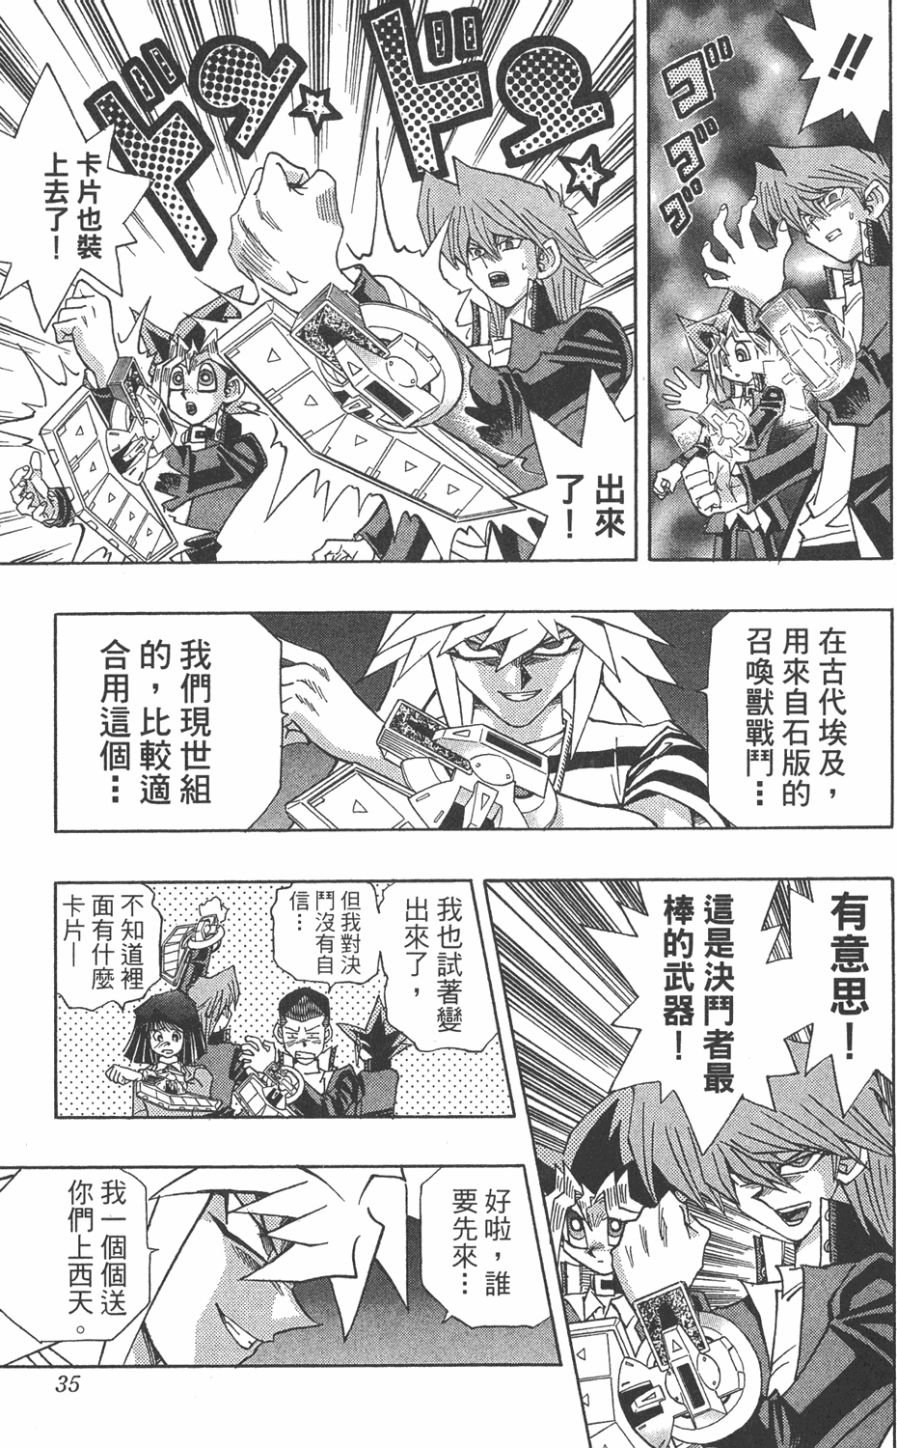 !!
ゴゴゴ
ドンドン
出來
了！
卡片也裝
上去了！
在古代埃及，
用來自石版的
召喚獸戰鬥…
我們現世組
的，比較適
合用這個…
有意思！
這是決鬥者最
棒的武器！
我也試著變
出來了，
但我對決
鬥沒有自
信…
不知道裡
面有什麼
卡片—
好啦，誰
要先來…
我一個個送
你們上西天。
35